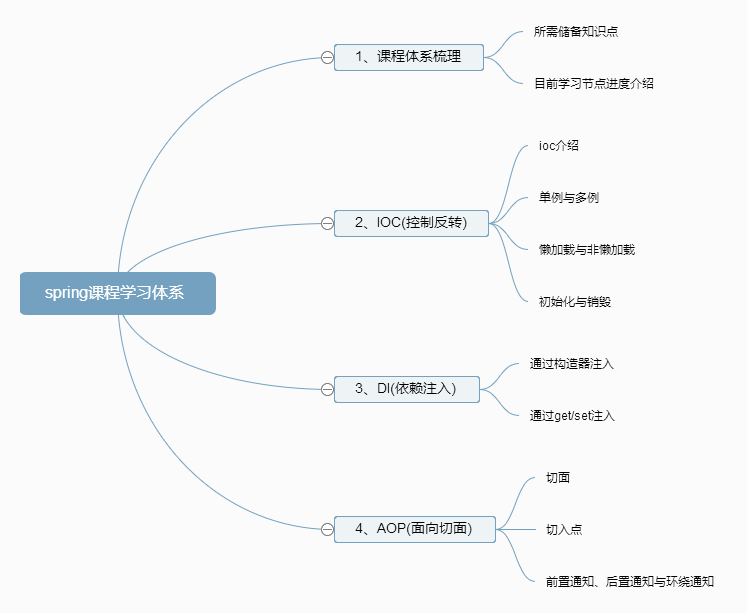 spring课程学习体系
1、课程体系梳理
所需储备知识点
目前学习节点进度介绍
2、IOC(控制反转)
ioc介绍
单例与多例
懒加载与非懒加载
初始化与销毁
3、DI(依赖注入)
通过构造器注入
通过get/set注入
4、AOP(面向切面)
切面
切入点
前置通知、后置通知与环绕通知